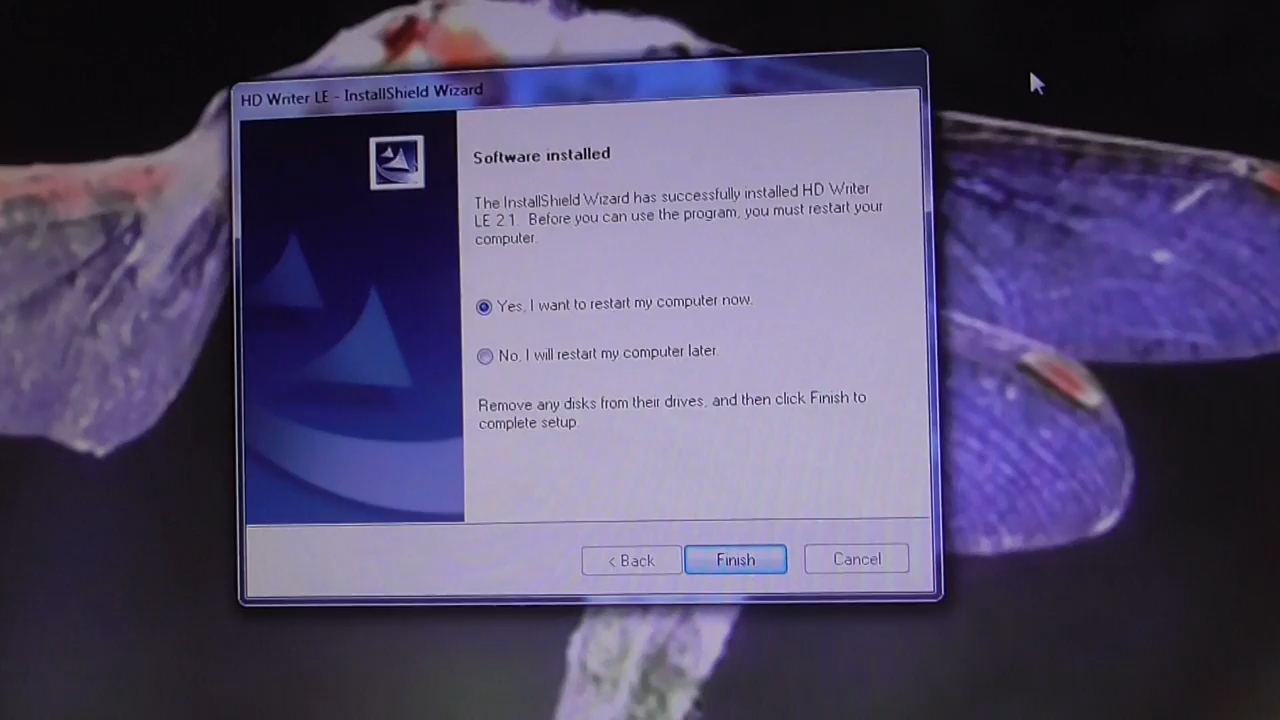 HD Writer LE - InstallShield Wizard
Software installed
The InstallShield Wizard has successfully installed HD Writer
LE 2.1. Before you can use the program, you must restart your
computer.
Yes, I want to restart my computer now.
No, I will restart my computer later.
Remove any disks from their drives, and then click Finish to
complete setup.
< Back
Finish
Cancel